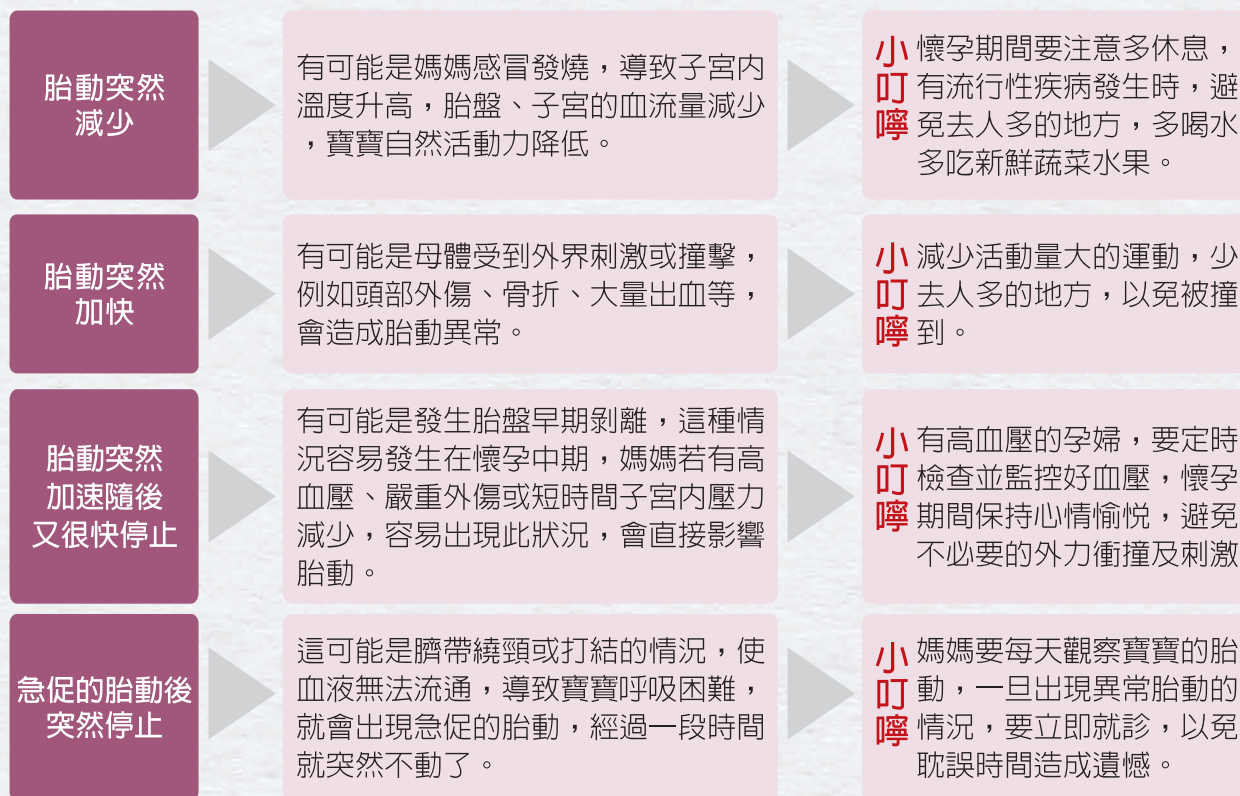 胎動突然
減少
有可能是媽媽感冒發燒，導致子宮內
溫度升高，胎盤、子宮的血流量減少
，寶寶自然活動力降低。
小叮嚀
懷孕期間要注意多休息，
有流行性疾病發生時，避
免去人多的地方，多喝水
多吃新鮮蔬菜水果。
胎動突然
加快
有可能是母體受到外界刺激或撞擊，
例如頭部外傷、骨折、大量出血等，
會造成胎動異常。
小叮嚀
減少活動量大的運動，少
去人多的地方，以免被撞
到。
胎動突然
加速隨後
又很快停止
有可能是發生胎盤早期剝離，這種情
況容易發生在懷孕中期，媽媽若有高
血壓、嚴重外傷或短時間子宮內壓力
減少，容易出現此狀況，會直接影響
胎動。
小叮嚀
有高血壓的孕婦，要定時
檢查並監控好血壓，懷孕
期間保持心情愉悅，避免
不必要的外力衝撞及刺激
急促的胎動後
突然停止
這可能是臍帶繞頸或打結的情況，使
血液無法流通，導致寶寶呼吸困難，
就會出現急促的胎動，經過一段時間
就突然不動了。
小叮嚀
媽媽要每天觀察寶寶的胎
動，一旦出現異常胎動的
情況，要立即就診，以免
耽誤時間造成遺憾。